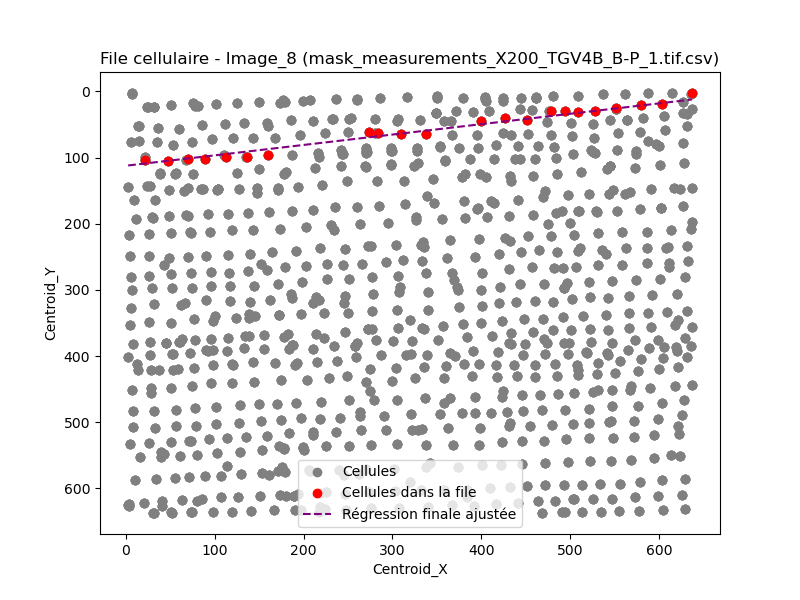 File cellulaire - Image_8 (mask_measurements_X200_TGV4B_B-P_1.tif.csv)
0
100
200
300
400
500
600
Centroid_Y
Cellules
Cellules dans la file
Régression finale ajustée
0 100 200 300 400 500 600
Centroid_X